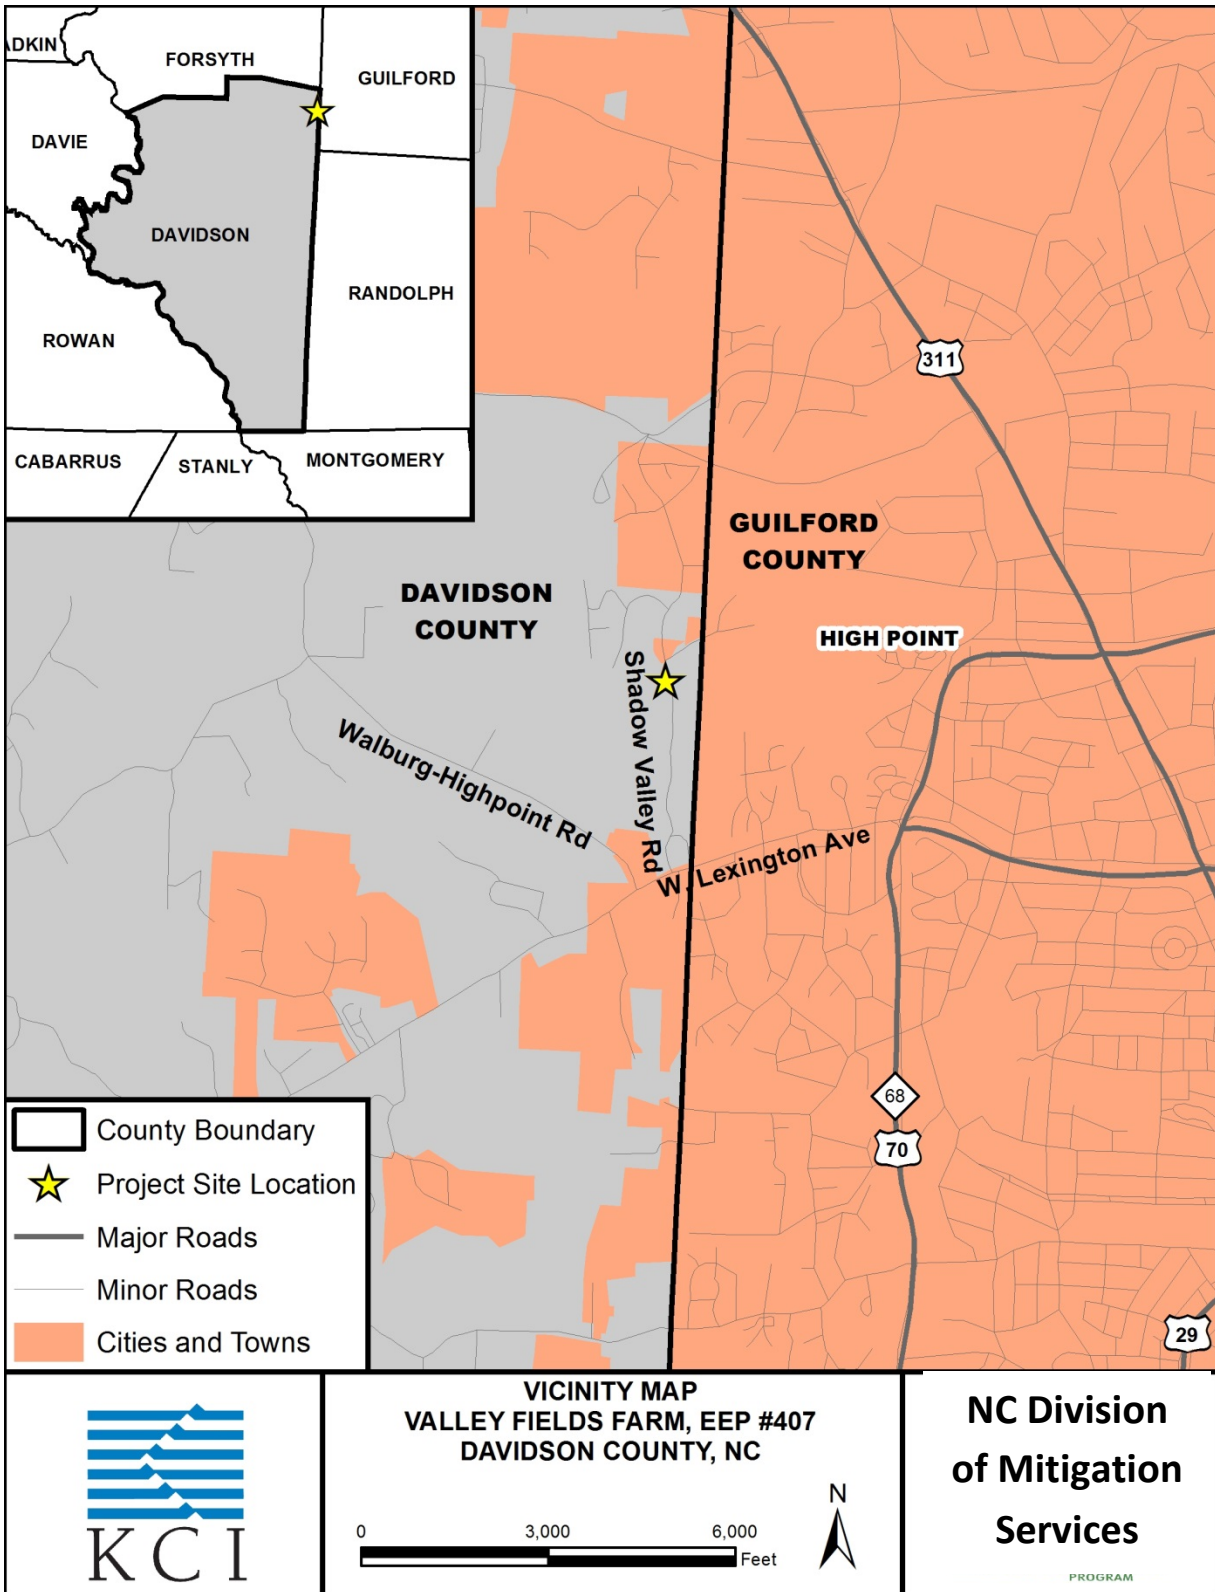 ADKIN
FORSYTH
GUILFORD
DAVIE
DAVIDSON
RANDOLPH
ROWAN
CABARRUS
STANLY
MONTGOMERY
311
GUILFORD
COUNTY
DAVIDSON
COUNTY
HIGH POINT
Shadow Valley Rd
Walburg-Highpoint Rd
W. Lexington Ave
68
70
29
County Boundary
Project Site Location
Major Roads
Minor Roads
Cities and Towns
KCI
VICINITY MAP
VALLEY FIELDS FARM, EEP #407
DAVIDSON COUNTY, NC
N
0 3,000 6,000
Feet
NC Division
of Mitigation
Services
PROGRAM